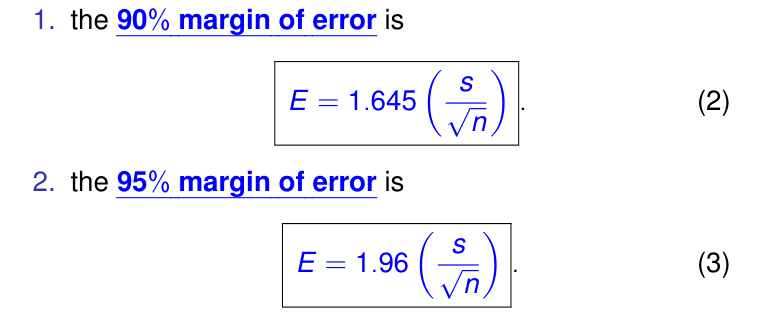 1. the 90% margin of error is
E = 1.645 (s/√n). (2)
2. the 95% margin of error is
E = 1.96 (s/√n). (3)